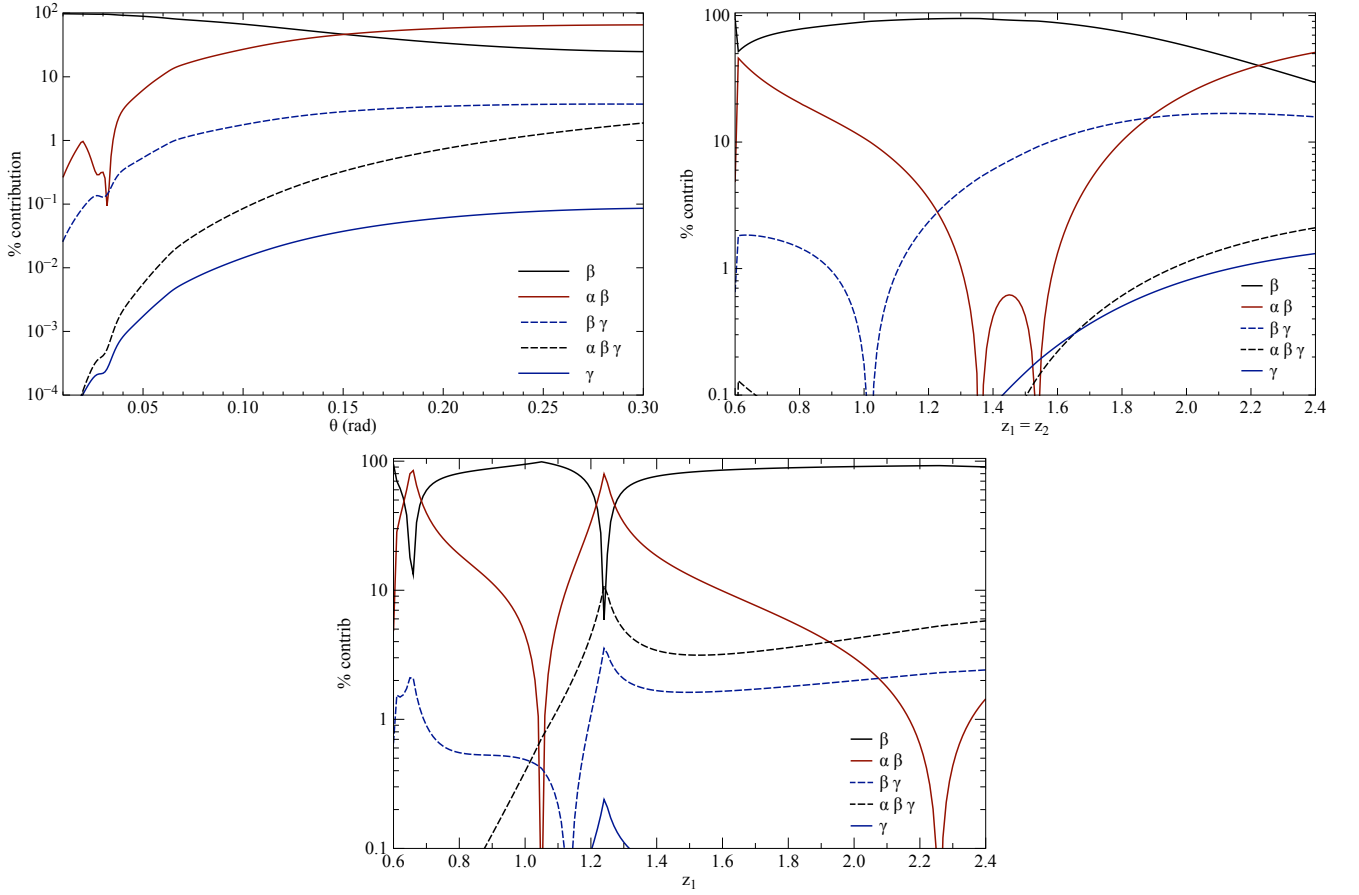 100
10
1
10⁻¹
10⁻²
10⁻³
10⁻⁴
% contribution
0.05
0.10
0.15
0.20
0.25
0.30
θ (rad)
β
α β
β γ
α β γ
γ
100
10
1
0.1
% contrib
0.6
0.8
1.0
1.2
1.4
1.6
1.8
2.0
2.2
2.4
z₁ = z₂
β
α β
β γ
α β γ
γ
100
10
1
0.1
% contrib
0.6
0.8
1.0
1.2
1.4
1.6
1.8
2.0
2.2
2.4
z₁
β
α β
β γ
α β γ
γ